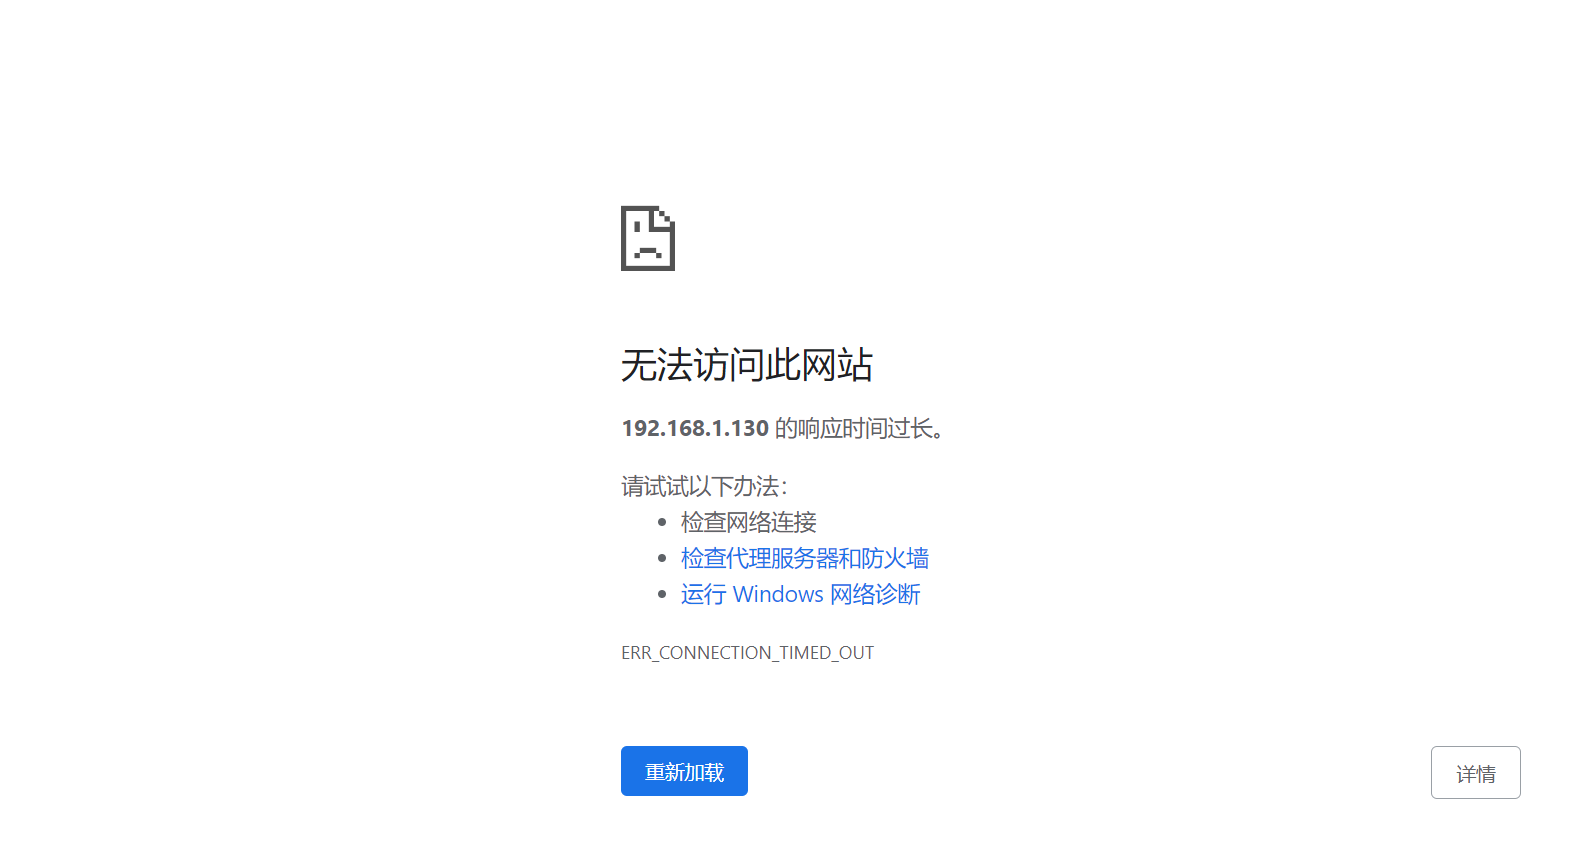 无法访问此网站
192.168.1.130 的响应时间过长。
请试试以下办法：
检查网络连接
检查代理服务器和防火墙
运行 Windows 网络诊断
ERR_CONNECTION_TIMED_OUT
重新加载
详情